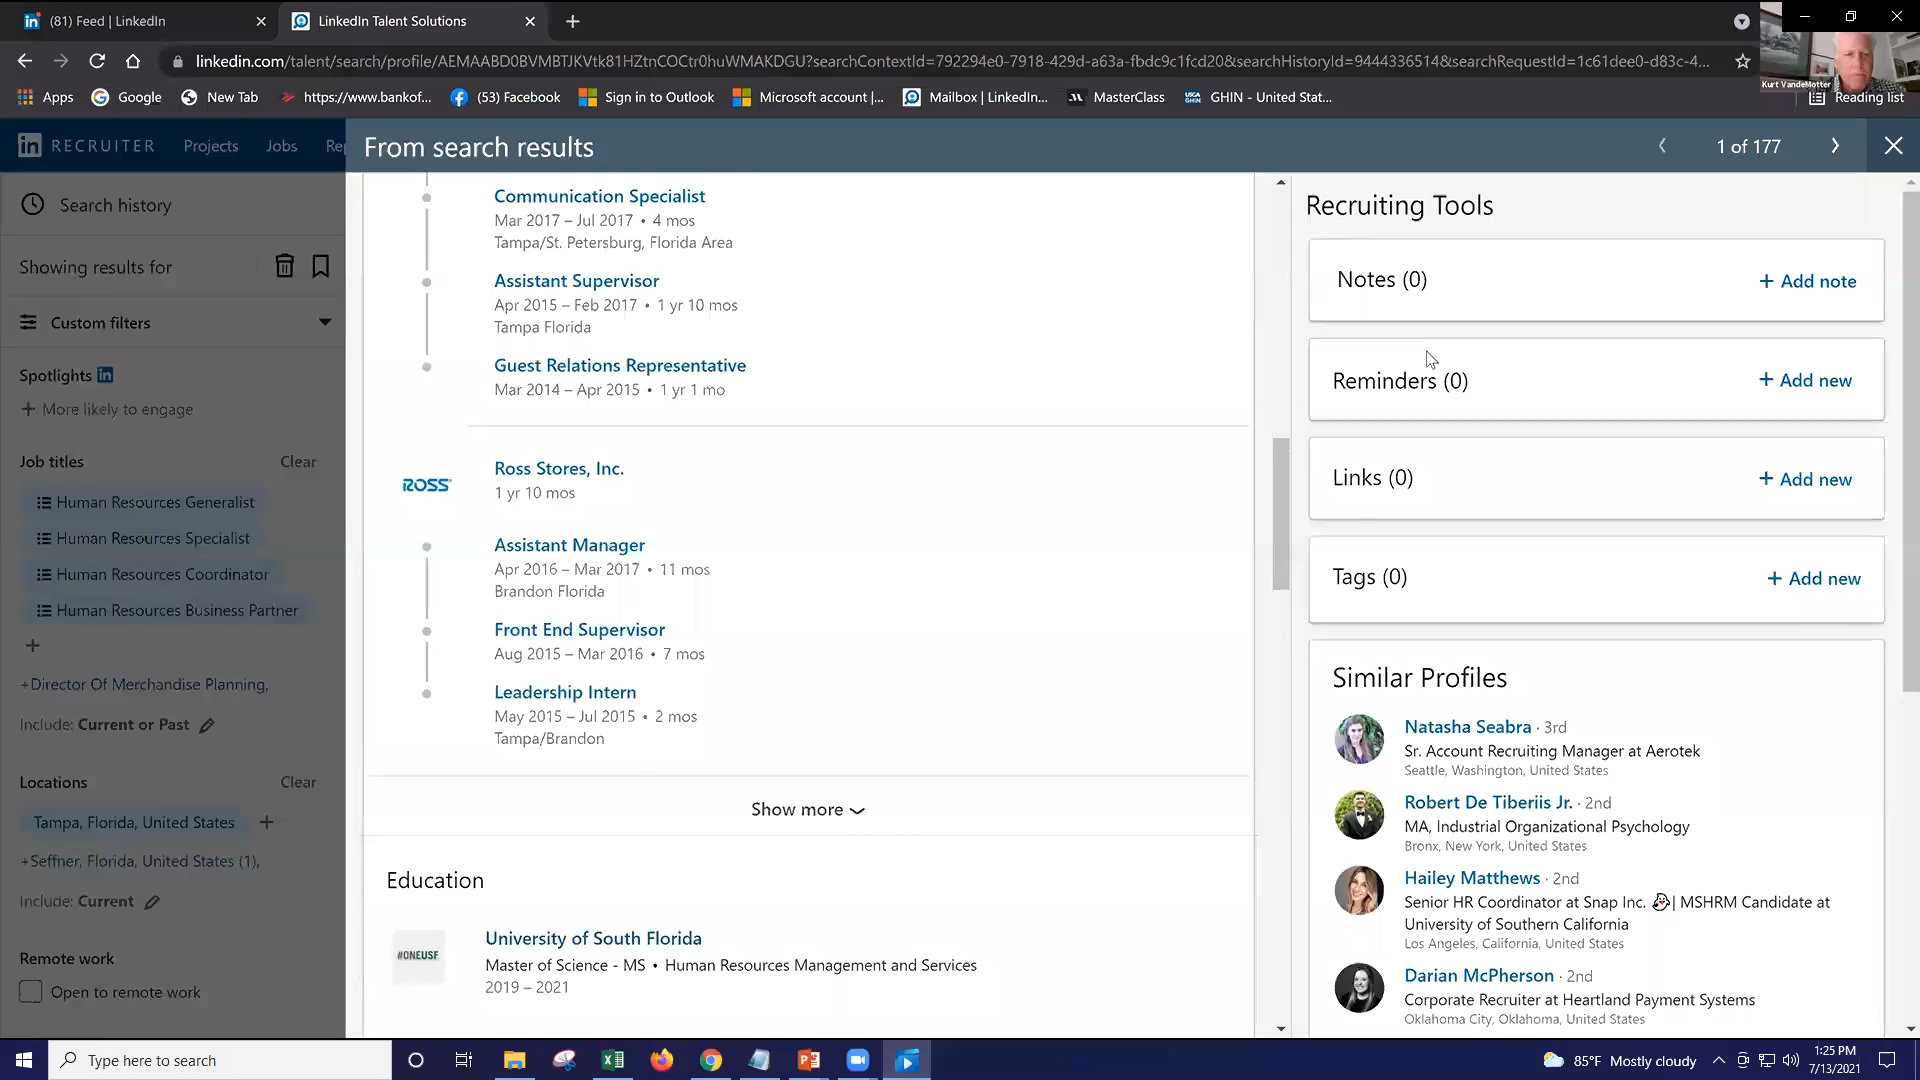 (81) Feed | LinkedIn
LinkedIn Talent Solutions
linkedin.com/talent/search/profile/AEMAABD0BVMBTJKVtk81HZtnCOCtr0huWMAKDGU?searchContextId=792294e0-7918-429d-a63a-fbdc9c1fcd20&searchHistoryId=9444336514&searchRequestId=1c61dee0-d83c-4...
Apps
Google
New Tab
https://www.bankof...
(53) Facebook
Sign in to Outlook
Microsoft account |...
Mailbox | LinkedIn...
MasterClass
GHIN - United Stat...
Kurt VandeMotter
Reading list
in RECRUITER
Projects
Jobs
Rep
From search results
1 of 177
Search history
Showing results for
Custom filters
Spotlights in
+ More likely to engage
Job titles
Clear
Human Resources Generalist
Human Resources Specialist
Human Resources Coordinator
Human Resources Business Partner
+
+Director Of Merchandise Planning,
Include: Current or Past
Locations
Clear
Tampa, Florida, United States +
+Seffner, Florida, United States (1),
Include: Current
Remote work
Open to remote work
Communication Specialist
Mar 2017 – Jul 2017 • 4 mos
Tampa/St. Petersburg, Florida Area
Assistant Supervisor
Apr 2015 – Feb 2017 • 1 yr 10 mos
Tampa Florida
Guest Relations Representative
Mar 2014 – Apr 2015 • 1 yr 1 mo
ROSS
Ross Stores, Inc.
1 yr 10 mos
Assistant Manager
Apr 2016 – Mar 2017 • 11 mos
Brandon Florida
Front End Supervisor
Aug 2015 – Mar 2016 • 7 mos
Leadership Intern
May 2015 – Jul 2015 • 2 mos
Tampa/Brandon
Show more
Education
#ONEUSF
University of South Florida
Master of Science - MS • Human Resources Management and Services
2019 – 2021
Recruiting Tools
Notes (0)
+ Add note
Reminders (0)
+ Add new
Links (0)
+ Add new
Tags (0)
+ Add new
Similar Profiles
Natasha Seabra · 3rd
Sr. Account Recruiting Manager at Aerotek
Seattle, Washington, United States
Robert De Tiberiis Jr. · 2nd
MA, Industrial Organizational Psychology
Bronx, New York, United States
Hailey Matthews · 2nd
Senior HR Coordinator at Snap Inc. 👻| MSHRM Candidate at
University of Southern California
Los Angeles, California, United States
Darian McPherson · 2nd
Corporate Recruiter at Heartland Payment Systems
Oklahoma City, Oklahoma, United States
Type here to search
85°F Mostly cloudy
1:25 PM
7/13/2021